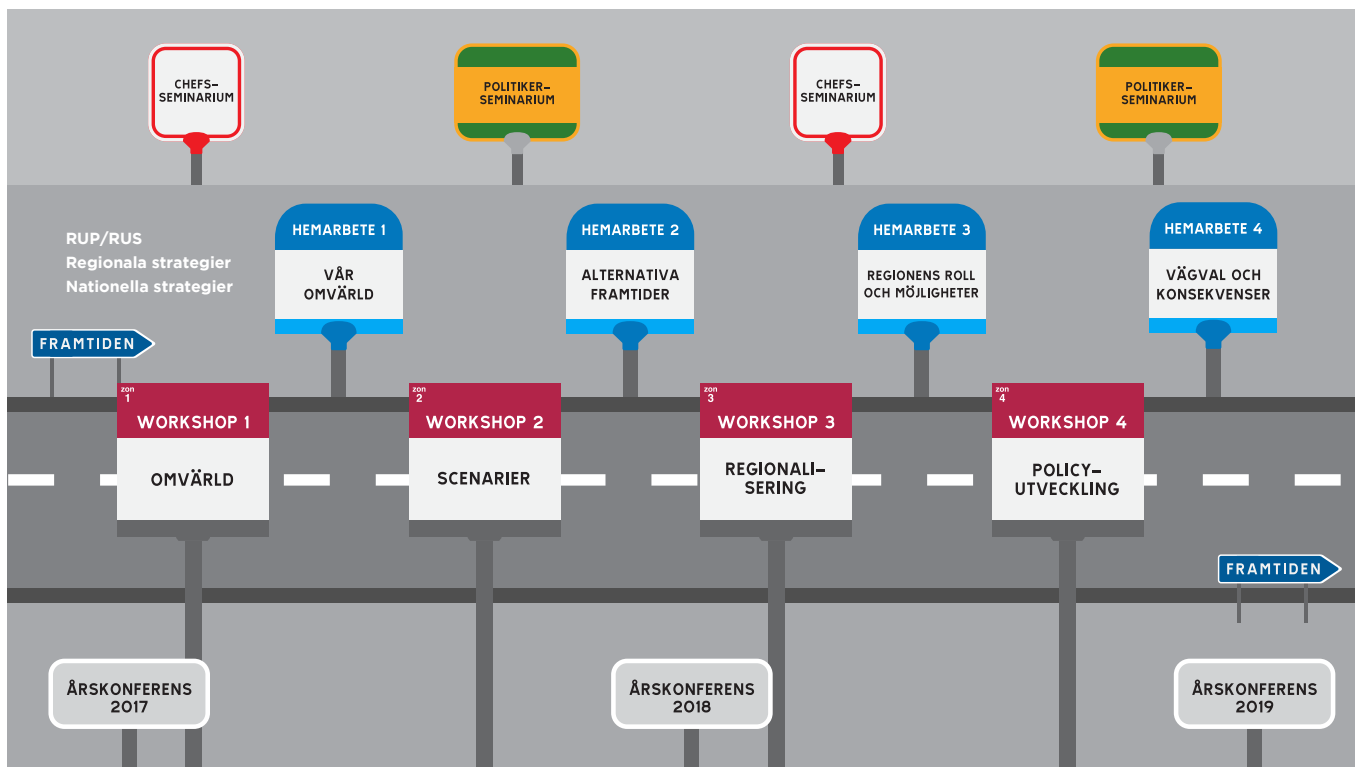 CHEFS-
SEMINARIUM
POLITIKER-
SEMINARIUM
CHEFS-
SEMINARIUM
POLITIKER-
SEMINARIUM
RUP/RUS
Regionala strategier
Nationella strategier
HEMARBETE 1
VÅR
OMVÄRLD
HEMARBETE 2
ALTERNATIVA
FRAMTIDER
HEMARBETE 3
REGIONENS ROLL
OCH MÖJLIGHETER
HEMARBETE 4
VÄGVAL OCH
KONSEKVENSER
FRAMTIDEN
zon
1
WORKSHOP 1
OMVÄRLD
zon
2
WORKSHOP 2
SCENARIER
zon
3
WORKSHOP 3
REGIONALI-
SERING
zon
4
WORKSHOP 4
POLICY-
UTVECKLING
FRAMTIDEN
ÅRSKONFERENS
2017
ÅRSKONFERENS
2018
ÅRSKONFERENS
2019